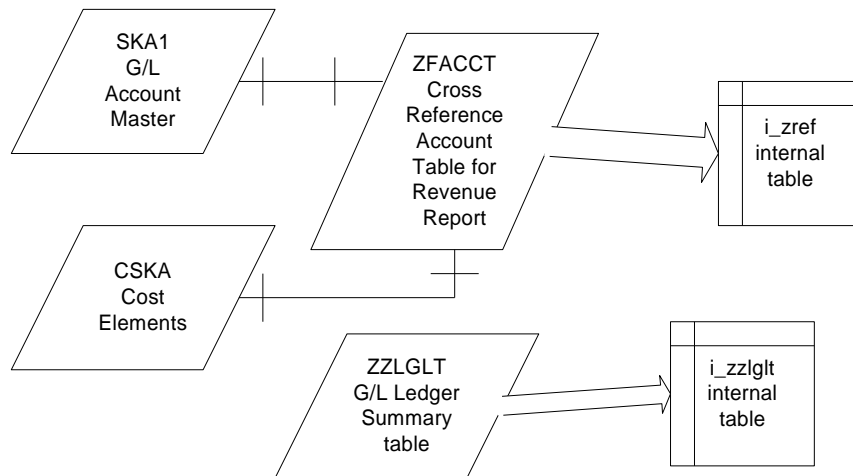 SKA1
G/L
Account
Master
ZFACCT
Cross
Reference
Account
Table for
Revenue
Report
i_zref
internal
table
CSKA
Cost
Elements
ZZLGLT
G/L Ledger
Summary
table
i_zzlglt
internal
table